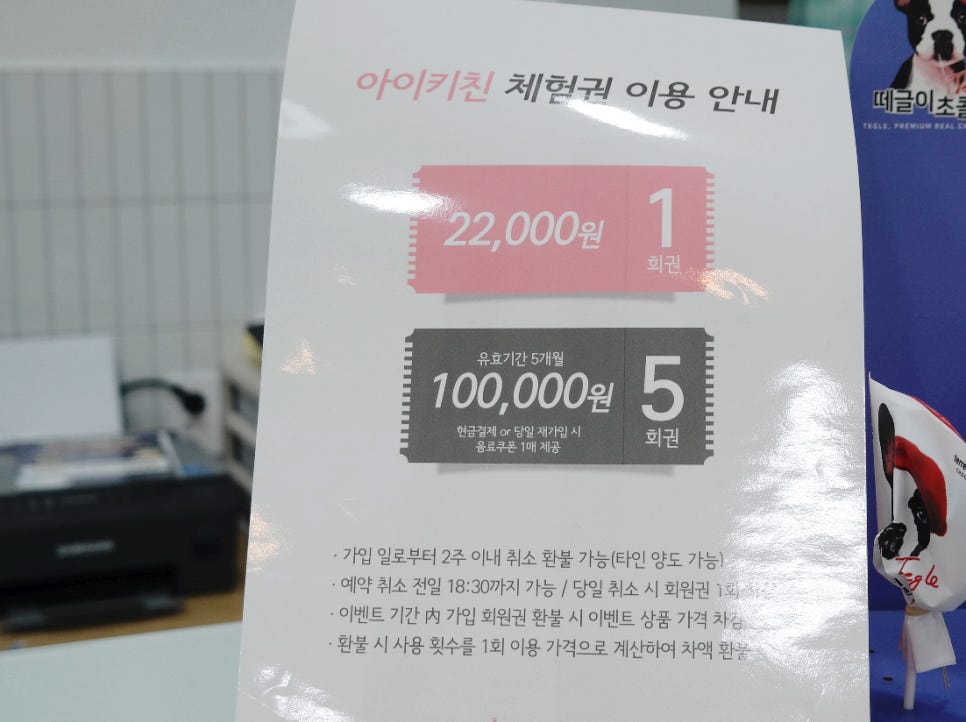 아이키친 체험권 이용 안내
22,000원
1
회권
유효기간 5개월
100,000원
현금결제 or 당일 재가입 시
음료쿠폰 1매 제공
5
회권
· 가입 일로부터 2주 이내 취소 환불 가능(타인 양도 가능)
· 예약 취소 전일 18:30까지 가능 / 당일 취소 시 회원권 1회
· 이벤트 기간 內 가입 회원권 환불 시 이벤트 상품 가격 차감
· 환불 시 사용 횟수를 1회 이용 가격으로 계산하여 차액 환불
떼글이초콜
TEGLE, PREMIUM REAL
Tegle
SAMSUNG